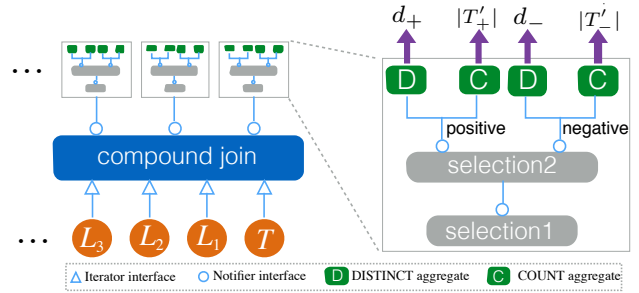 d₊ |T′₊| d₋ |T′₋|
D C D C
positive negative
selection2
selection1
...
compound join
... L₃ L₂ L₁ T
Iterator interface Notifier interface D DISTINCT aggregate C COUNT aggregate